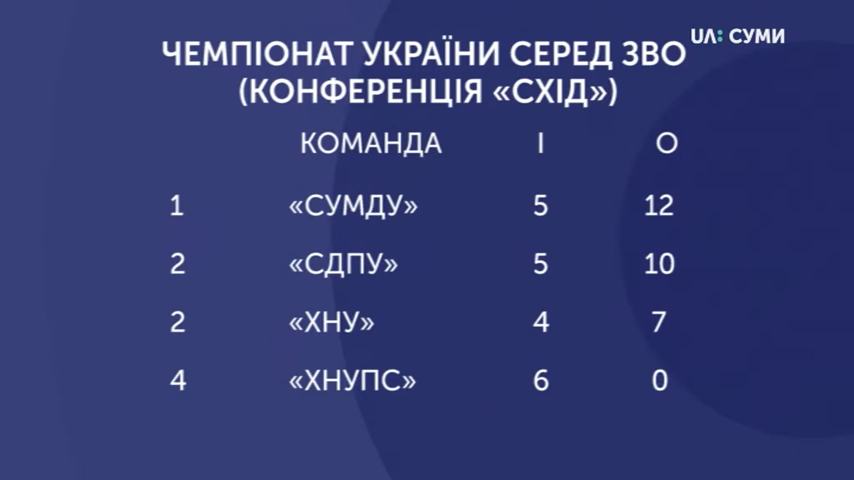 UA: СУМИ
ЧЕМПІОНАТ УКРАЇНИ СЕРЕД ЗВО
(КОНФЕРЕНЦІЯ «СХІД»)
КОМАНДА І О
1 «СУМДУ» 5 12
2 «СДПУ» 5 10
2 «ХНУ» 4 7
4 «ХНУПС» 6 0